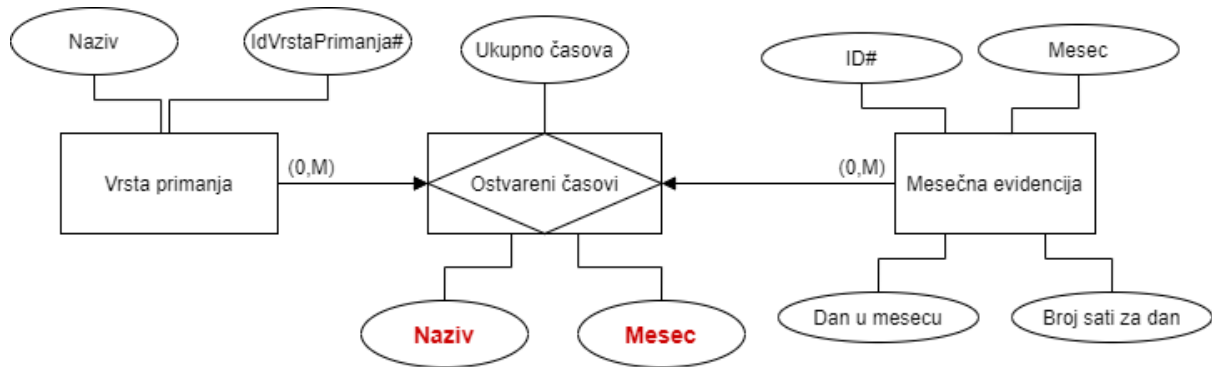 Naziv
IdVrstaPrimanja#
Ukupno časova
ID#
Mesec
Vrsta primanja
(0,M)
Ostvareni časovi
(0,M)
Mesečna evidencija
Naziv
Mesec
Dan u mesecu
Broj sati za dan